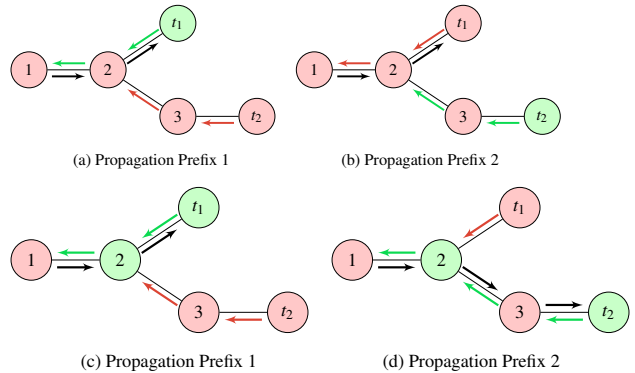 t1
1
2
3
t2
t1
1
2
3
t2
(a) Propagation Prefix 1
(b) Propagation Prefix 2
t1
1
2
3
t2
t1
1
2
3
t2
(c) Propagation Prefix 1
(d) Propagation Prefix 2